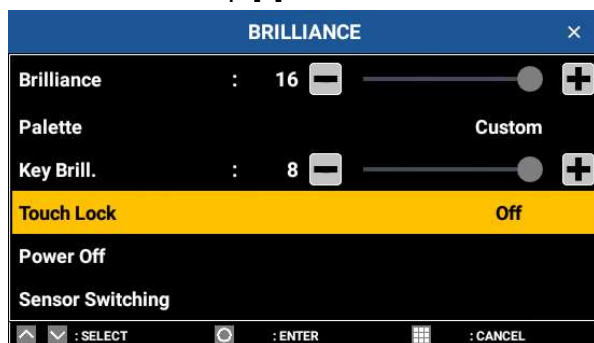 BRILLIANCE ×
Brilliance : 16
Palette Custom
Key Brill. : 8
Touch Lock Off
Power Off
Sensor Switching
: SELECT : ENTER : CANCEL